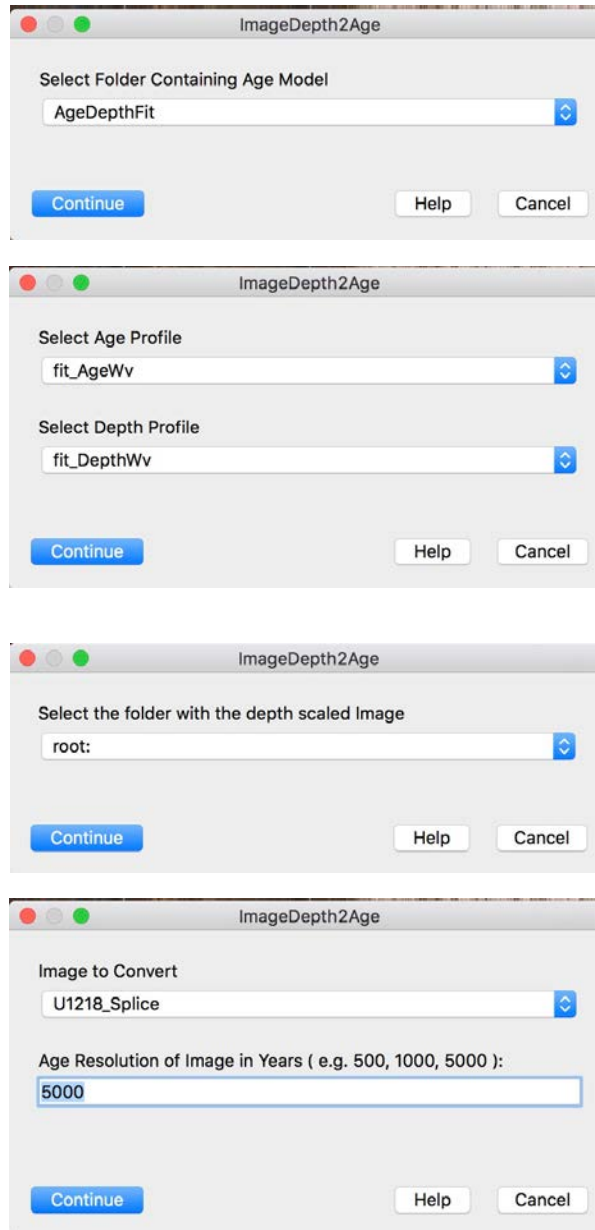 ImageDepth2Age
Select Folder Containing Age Model
AgeDepthFit
Continue Help Cancel
ImageDepth2Age
Select Age Profile
fit_AgeWv
Select Depth Profile
fit_DepthWv
Continue Help Cancel
ImageDepth2Age
Select the folder with the depth scaled Image
root:
Continue Help Cancel
ImageDepth2Age
Image to Convert
U1218_Splice
Age Resolution of Image in Years ( e.g. 500, 1000, 5000 ):
5000
Continue Help Cancel